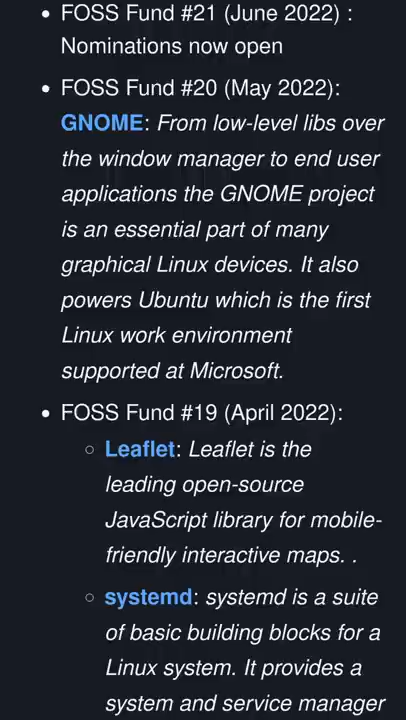 • FOSS Fund #21 (June 2022) :
Nominations now open
• FOSS Fund #20 (May 2022):
GNOME: From low-level libs over
the window manager to end user
applications the GNOME project
is an essential part of many
graphical Linux devices. It also
powers Ubuntu which is the first
Linux work environment
supported at Microsoft.
• FOSS Fund #19 (April 2022):
○ Leaflet: Leaflet is the
leading open-source
JavaScript library for mobile-
friendly interactive maps. .
○ systemd: systemd is a suite
of basic building blocks for a
Linux system. It provides a
system and service manager